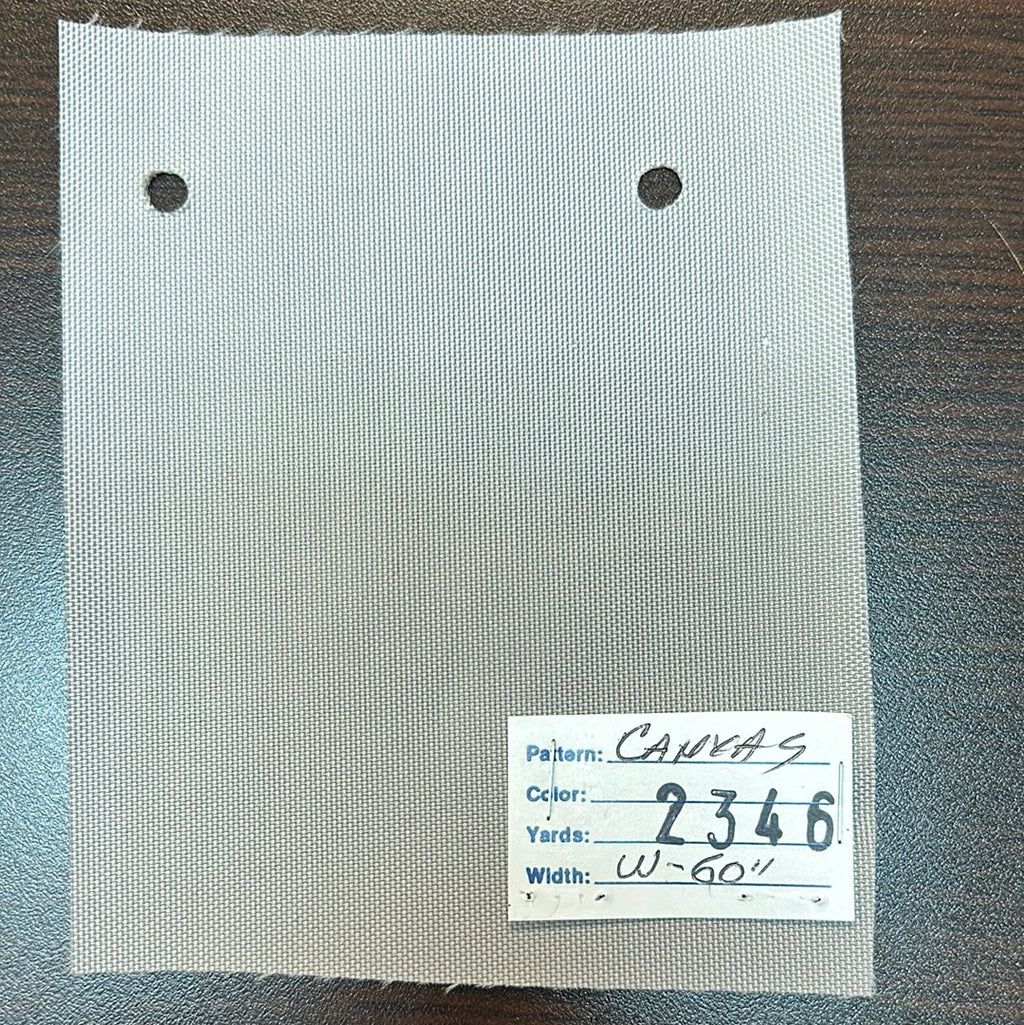 Pattern: CANVAS
Color:
2346
Yards:
Width: W-60"